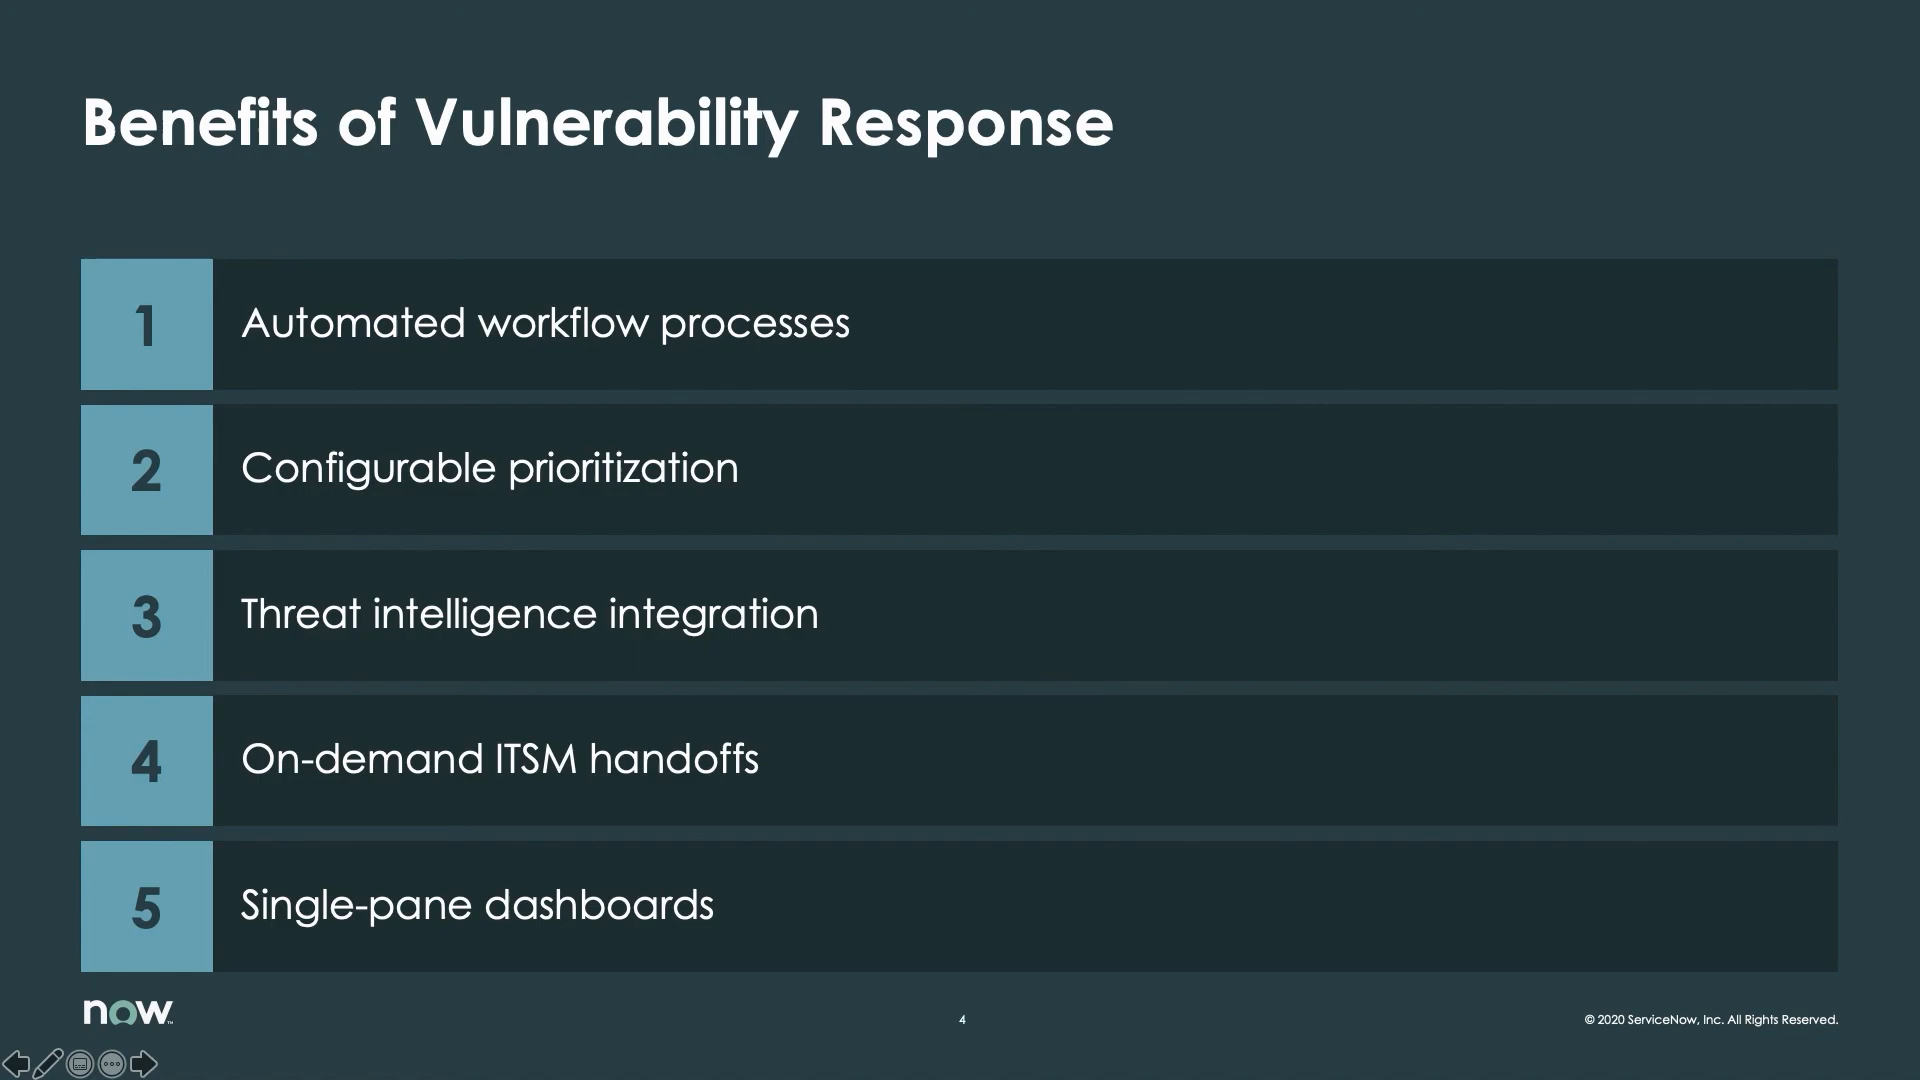 Benefits of Vulnerability Response
1
Automated workflow processes
2
Configurable prioritization
3
Threat intelligence integration
4
On-demand ITSM handoffs
5
Single-pane dashboards
now™
4
© 2020 ServiceNow, Inc. All Rights Reserved.